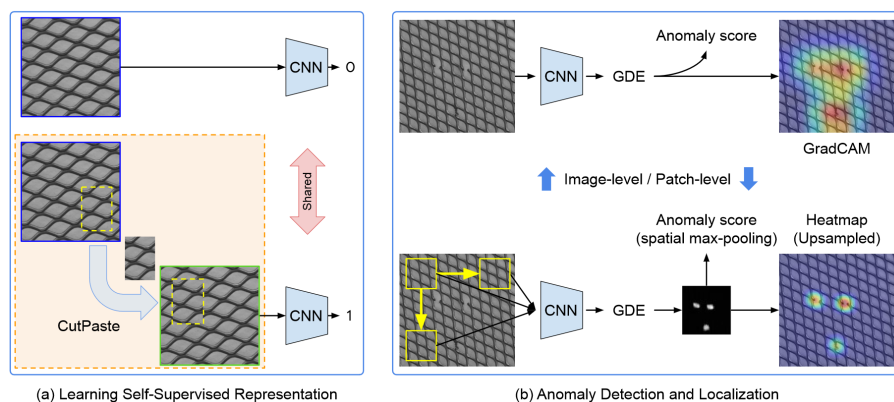 CNN
0
Shared
CutPaste
CNN
1
(a) Learning Self-Supervised Representation
Anomaly score
CNN
GDE
GradCAM
Image-level / Patch-level
Anomaly score
(spatial max-pooling)
Heatmap
(Upsampled)
CNN
GDE
(b) Anomaly Detection and Localization